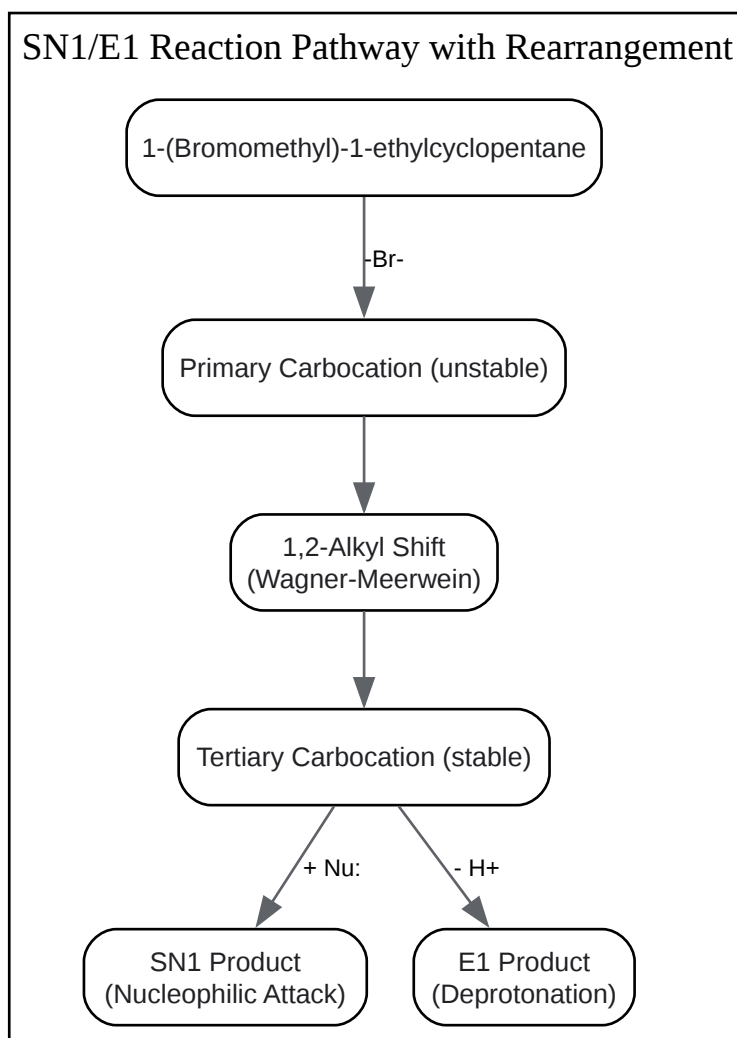 SN1/E1 Reaction Pathway with Rearrangement
1-(Bromomethyl)-1-ethylcyclopentane
-Br-
Primary Carbocation (unstable)
1,2-Alkyl Shift
(Wagner-Meerwein)
Tertiary Carbocation (stable)
+ Nu:
- H+
SN1 Product
(Nucleophilic Attack)
E1 Product
(Deprotonation)